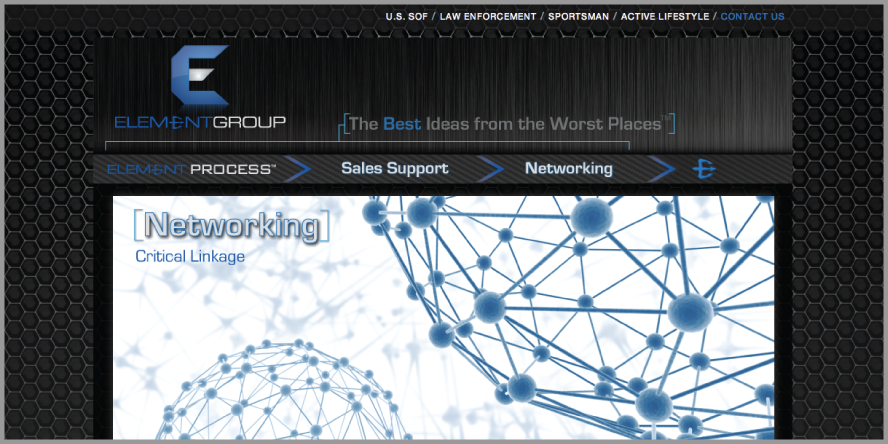 U.S. SOF / LAW ENFORCEMENT / SPORTSMAN / ACTIVE LIFESTYLE / CONTACT US
ELEMENTGROUP
[The Best Ideas from the Worst Places™]
ELEMENT PROCESS™ Sales Support Networking
[Networking]
Critical Linkage